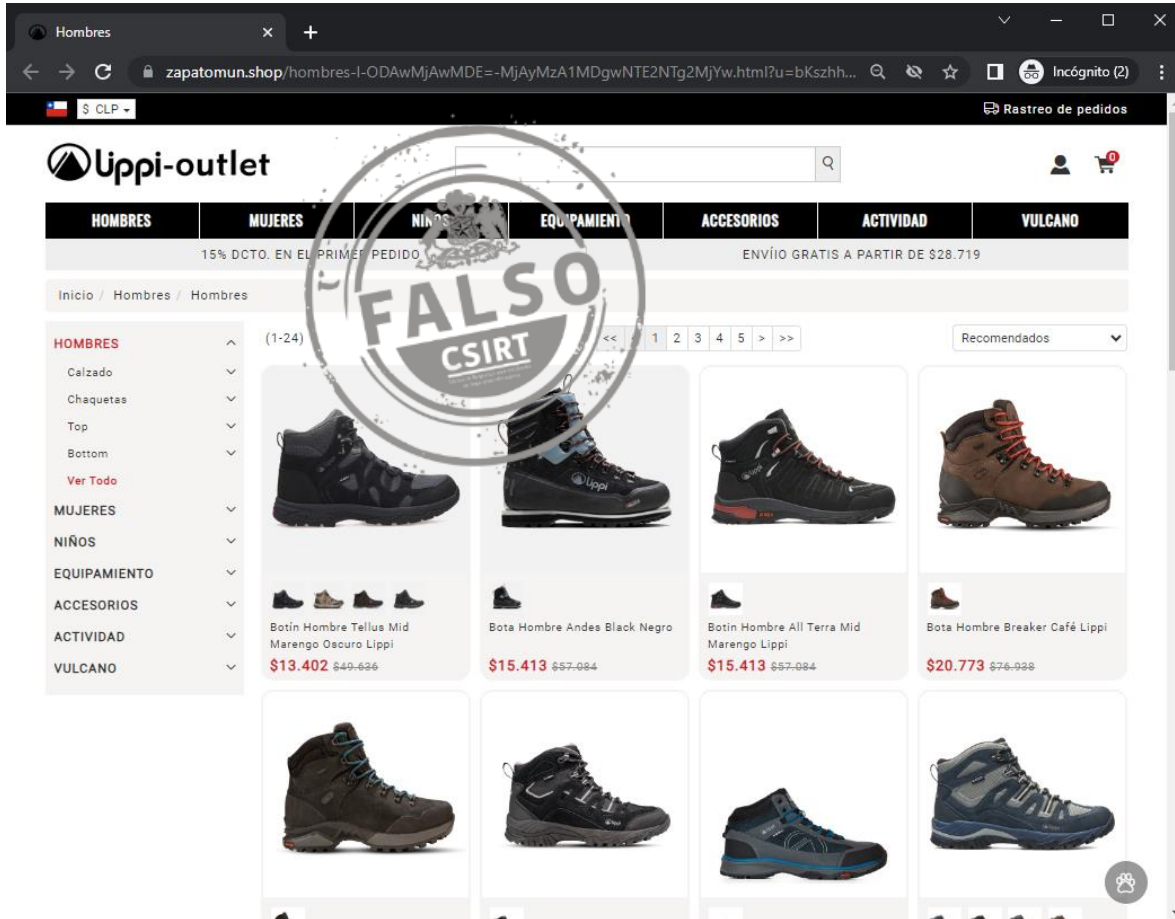 Hombres
zapatomun.shop/hombres-I-ODAwMjAwMDE=-MjAyMzA1MDgwNTE2NTg2MjYw.html?u=bKszhh...
Incógnito (2)
$ CLP
Rastreo de pedidos
lippi-outlet
HOMBRES MUJERES NIÑOS EQUIPAMIENTO ACCESORIOS ACTIVIDAD VULCANO
15% DCTO. EN EL PRIMER PEDIDO ENVÍIO GRATIS A PARTIR DE $28.719
FALSO
CSIRT
Inicio / Hombres / Hombres
HOMBRES
Calzado
Chaquetas
Top
Bottom
Ver Todo
MUJERES
NIÑOS
EQUIPAMIENTO
ACCESORIOS
ACTIVIDAD
VULCANO
(1-24)
<< 1 2 3 4 5 > >>
Recomendados
Botín Hombre Tellus Mid
Marengo Oscuro Lippi
$13.402 $49.636
Bota Hombre Andes Black Negro
$15.413 $57.084
Botin Hombre All Terra Mid
Marengo Lippi
$15.413 $57.084
Bota Hombre Breaker Café Lippi
$20.773 $76.938